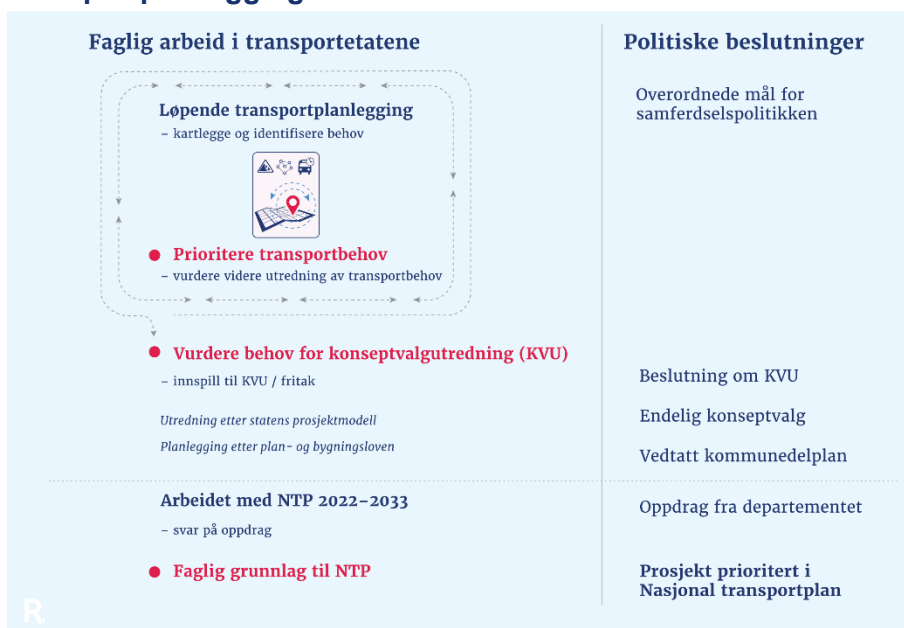 Faglig arbeid i transportetatene
Løpende transportplanlegging
– kartlegge og identifisere behov
Prioritere transportbehov
– vurdere videre utredning av transportbehov
Vurdere behov for konseptvalgutredning (KVU)
– innspill til KVU / fritak
Utredning etter statens prosjektmodell
Planlegging etter plan- og bygningsloven
Arbeidet med NTP 2022–2033
– svar på oppdrag
Faglig grunnlag til NTP
Politiske beslutninger
Overordnede mål for
samferdselspolitikken
Beslutning om KVU
Endelig konseptvalg
Vedtatt kommunedelplan
Oppdrag fra departementet
Prosjekt prioritert i
Nasjonal transportplan
R